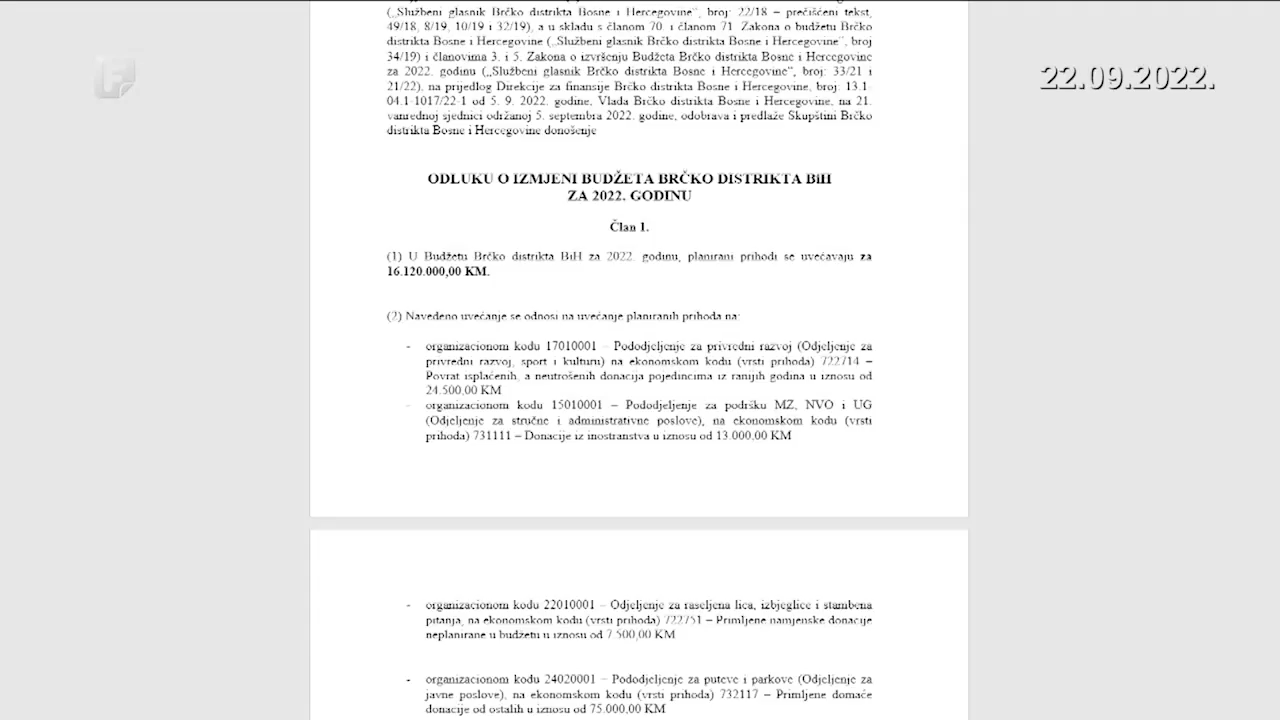 („Službeni glasnik Brčko distrikta Bosne i Hercegovine“, broj: 22/18 – prečišćeni tekst,
49/18, 8/19, 10/19 i 32/19), a u skladu s članom 70. i članom 71. Zakona o budžetu Brčko
distrikta Bosne i Hercegovine („Službeni glasnik Brčko distrikta Bosne i Hercegovine“, broj
34/19) i članovima 3. i 5. Zakona o izvršenju Budžeta Brčko distrikta Bosne i Hercegovine
za 2022. godinu („Službeni glasnik Brčko distrikta Bosne i Hercegovine“, broj: 33/21 i
21/22), na prijedlog Direkcije za finansije Brčko distrikta Bosne i Hercegovine, broj: 13.1-
04.1-1017/22-1 od 5. 9. 2022. godine, Vlada Brčko distrikta Bosne i Hercegovine, na 21.
vanrednoj sjednici održanoj 5. septembra 2022. godine, odobrava i predlaže Skupštini Brčko
distrikta Bosne i Hercegovine donošenje
22.09.2022.
ODLUKU O IZMJENI BUDŽETA BRČKO DISTRIKTA BiH
ZA 2022. GODINU
Član 1.
(1) U Budžetu Brčko distrikta BiH za 2022. godinu, planirani prihodi se uvećavaju za
16.120.000,00 KM.
(2) Navedeno uvećanje se odnosi na uvećanje planiranih prihoda na:
- organizacionom kodu 17010001 – Pododjeljenje za privredni razvoj (Odjeljenje za
privredni razvoj, sport i kulturu) na ekonomskom kodu (vrsti prihoda) 722714 –
Povrat isplaćenih, a neutrošenih donacija pojedincima iz ranijih godina u iznosu od
24.500,00 KM
- organizacionom kodu 15010001 – Pododjeljenje za podršku MZ, NVO i UG
(Odjeljenje za stručne i administrativne poslove), na ekonomskom kodu (vrsti
prihoda) 731111 – Donacije iz inostranstva u iznosu od 13.000,00 KM
- organizacionom kodu 22010001 – Odjeljenje za raseljena lica, izbjeglice i stambena
pitanja, na ekonomskom kodu (vrsti prihoda) 722751 – Primljene namjenske donacije
neplanirane u budžetu u iznosu od 7.500,00 KM
- organizacionom kodu 24020001 – Pododjeljenje za puteve i parkove (Odjeljenje za
javne poslove), na ekonomskom kodu (vrsti prihoda) 732117 – Primljene domaće
donacije od ostalih u iznosu od 75.000,00 KM